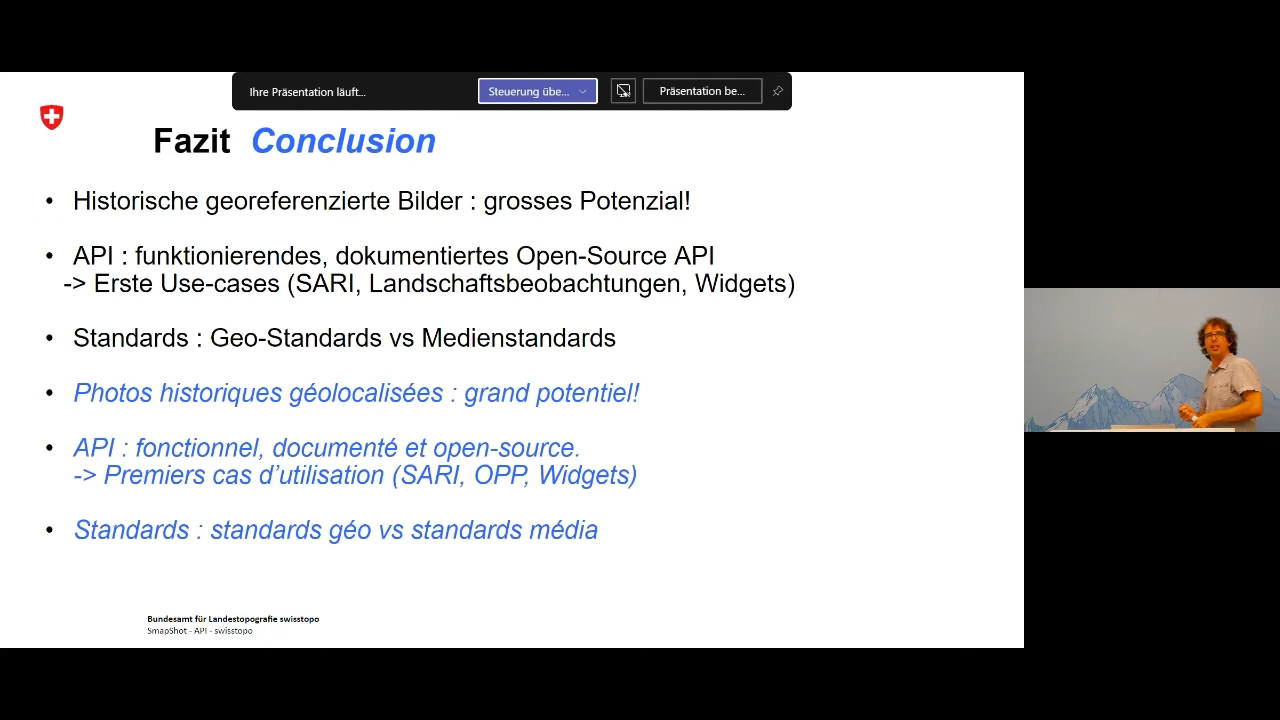 Ihre Präsentation läuft...
Steuerung übe...
Präsentation be...
Fazit Conclusion
• Historische georeferenzierte Bilder : grosses Potenzial!
• API : funktionierendes, dokumentiertes Open-Source API
-> Erste Use-cases (SARI, Landschaftsbeobachtungen, Widgets)
• Standards : Geo-Standards vs Medienstandards
• Photos historiques géolocalisées : grand potentiel!
• API : fonctionnel, documenté et open-source.
-> Premiers cas d’utilisation (SARI, OPP, Widgets)
• Standards : standards géo vs standards média
Bundesamt für Landestopografie swisstopo
SmapShot - API - swisstopo